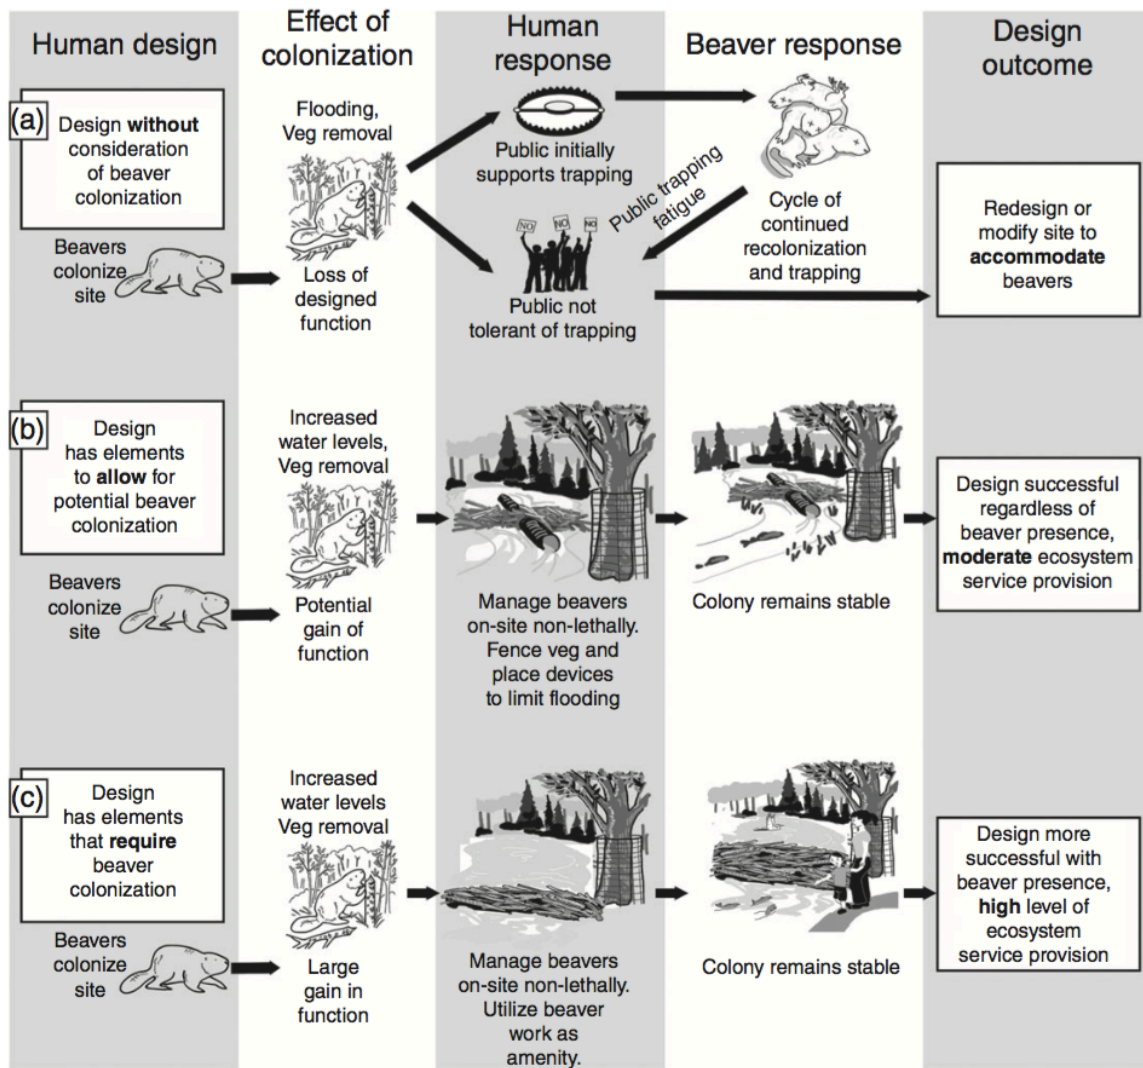 Human design
Effect of
colonization
Human
response
Beaver response
Design
outcome
(a)
Design without
consideration
of beaver
colonization
Beavers
colonize
site
Flooding,
Veg removal
Loss of
designed
function
Public initially
supports trapping
NO
NO
NO
Public not
tolerant of trapping
Public trapping
fatigue
Cycle of
continued
recolonization
and trapping
Redesign or
modify site to
accommodate
beavers
(b)
Design
has elements
to allow for
potential beaver
colonization
Beavers
colonize
site
Increased
water levels,
Veg removal
Potential
gain of
function
Manage beavers
on-site non-lethally.
Fence veg and
place devices
to limit flooding
Colony remains stable
Design successful
regardless of
beaver presence,
moderate ecosystem
service provision
(c)
Design
has elements
that require
beaver
colonization
Beavers
colonize
site
Increased
water levels
Veg removal
Large
gain in
function
Manage beavers
on-site non-lethally.
Utilize beaver
work as
amenity.
Colony remains stable
Design more
successful with
beaver presence,
high level of
ecosystem
service provision